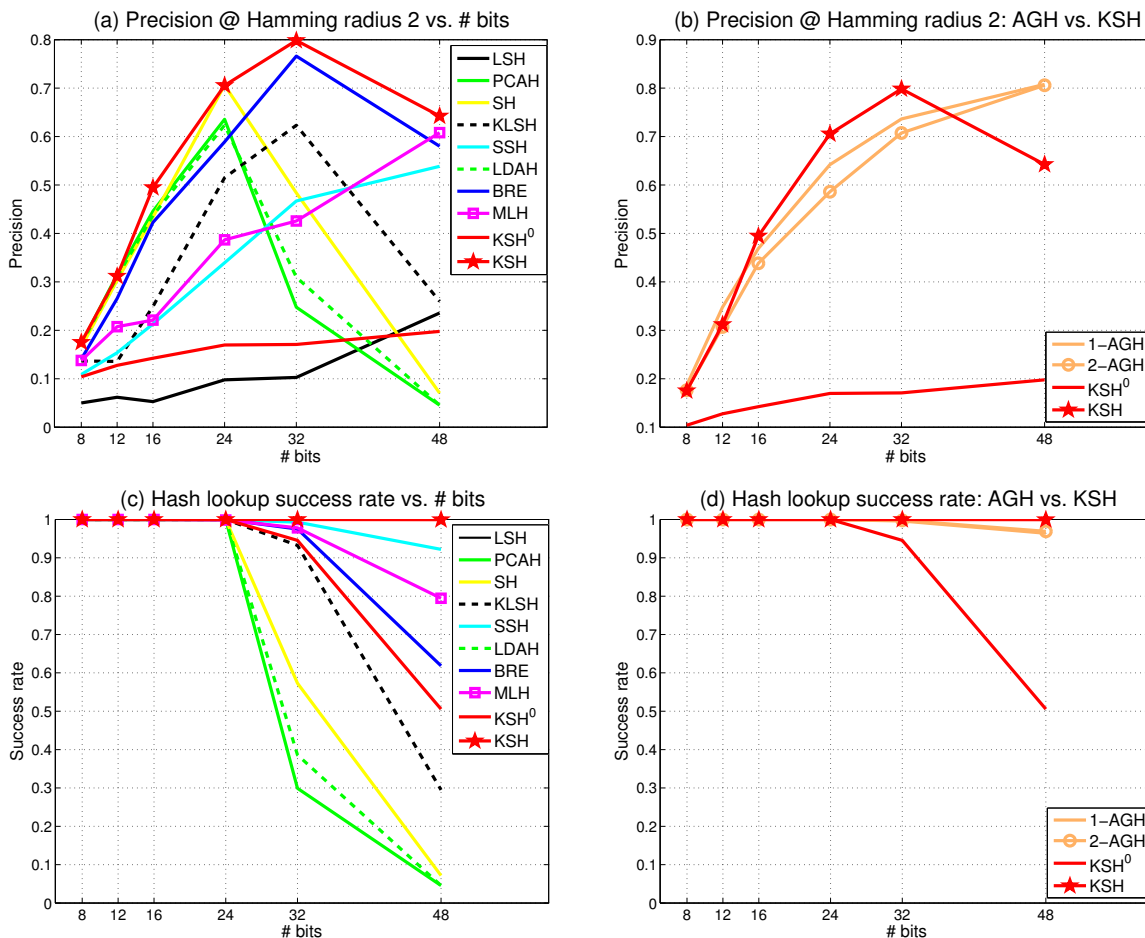 (a) Precision @ Hamming radius 2 vs. # bits
0.8
0.7
0.6
0.5
0.4
0.3
0.2
0.1
0
Precision
8 12 16 24 32 48
# bits
LSH
PCAH
SH
KLSH
SSH
LDAH
BRE
MLH
KSH⁰
KSH
(b) Precision @ Hamming radius 2: AGH vs. KSH
0.9
0.8
0.7
0.6
0.5
0.4
0.3
0.2
0.1
Precision
8 12 16 24 32 48
# bits
1−AGH
2−AGH
KSH⁰
KSH
(c) Hash lookup success rate vs. # bits
1
0.9
0.8
0.7
0.6
0.5
0.4
0.3
0.2
0.1
0
Success rate
8 12 16 24 32 48
# bits
LSH
PCAH
SH
KLSH
SSH
LDAH
BRE
MLH
KSH⁰
KSH
(d) Hash lookup success rate: AGH vs. KSH
1
0.9
0.8
0.7
0.6
0.5
0.4
0.3
0.2
0.1
0
Success rate
8 12 16 24 32 48
# bits
1−AGH
2−AGH
KSH⁰
KSH